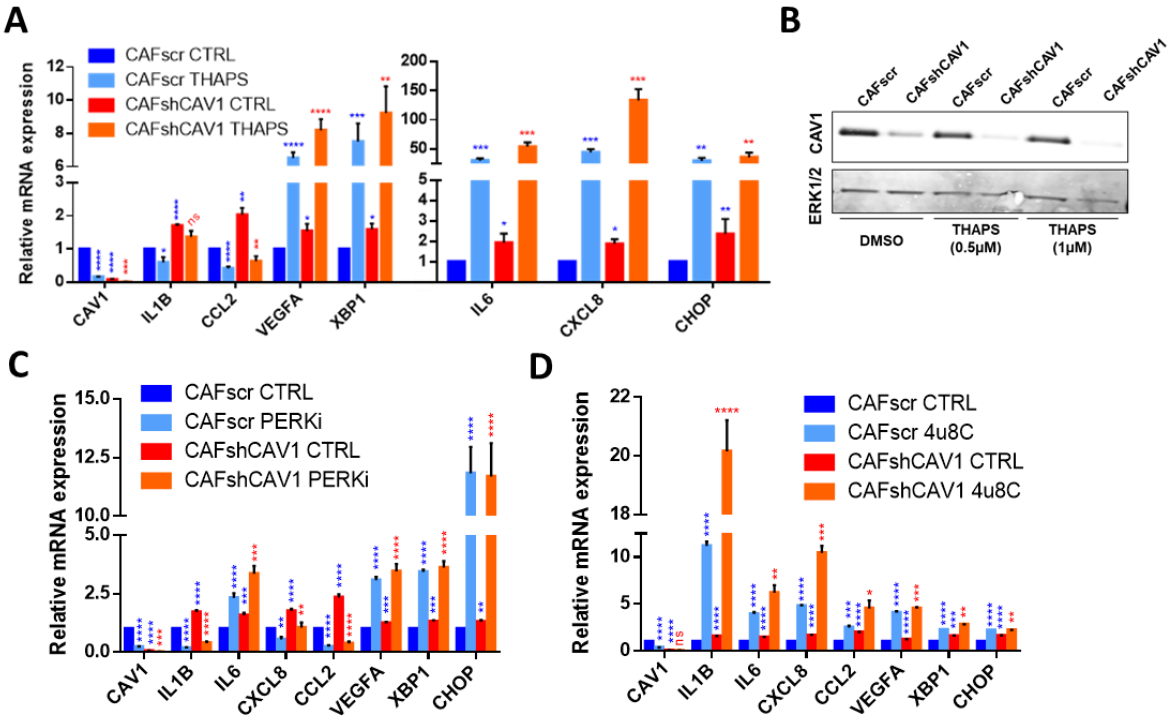 A
CAFscr CTRL
CAFscr THAPS
CAFshCAV1 CTRL
CAFshCAV1 THAPS
Relative mRNA expression
12
10
8
6
3
2
1
0
**** **** ***
* **** ns
**** ** **
**** * ****
*** * **
CAV1 IL1B CCL2 VEGFA XBP1
200
150
100
50
5
4
3
2
1
*** * ***
*** * ***
** ** **
IL6 CXCL8 CHOP
B
CAFscr CAFshCAV1 CAFscr CAFshCAV1 CAFscr CAFshCAV1
CAV1
ERK1/2
DMSO THAPS (0.5μM) THAPS (1μM)
C
CAFscr CTRL
CAFscr PERKi
CAFshCAV1 CTRL
CAFshCAV1 PERKi
Relative mRNA expression
15.0
12.5
10.0
5.0
2.5
0.0
**** **** ***
**** **** ****
**** *** ***
** **** **
**** **** ****
**** *** ****
**** *** ****
**** ** ****
CAV1 IL1B IL6 CXCL8 CCL2 VEGFA XBP1 CHOP
D
CAFscr CTRL
CAFscr 4u8C
CAFshCAV1 CTRL
CAFshCAV1 4u8C
Relative mRNA expression
22
20
18
10
5
0
**** **** ns
**** **** ****
**** **** **
**** **** ***
*** *** *
**** **** ***
**** **** **
**** **** **
CAV1 IL1B IL6 CXCL8 CCL2 VEGFA XBP1 CHOP